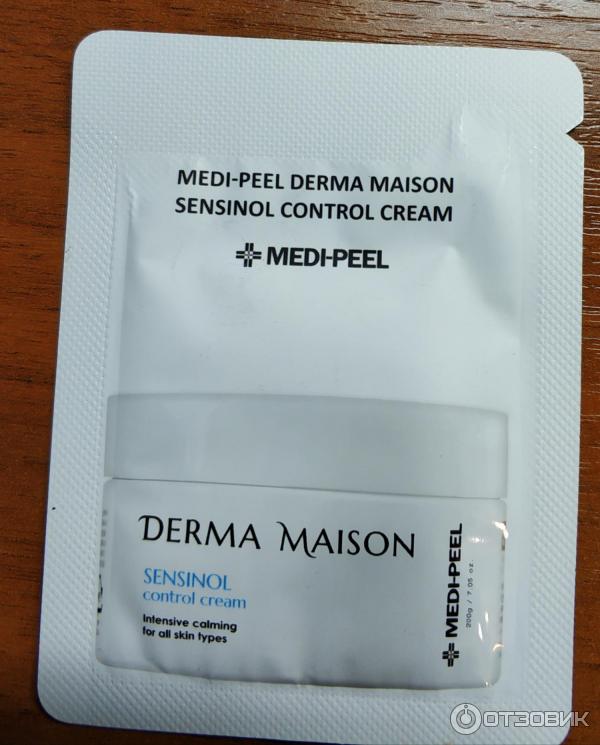 MEDI-PEEL DERMA MAISON
SENSINOL CONTROL CREAM
MEDI-PEEL
DERMA MAISON
SENSINOL
control cream
Intensive calming
for all skin types
MEDI-PEEL
200g / 7.05 oz.
ОТЗОВИК